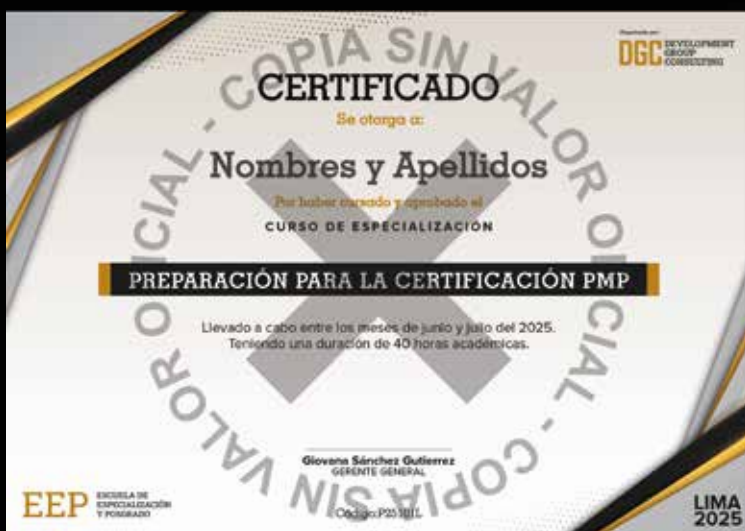 CERTIFICADO
Se otorga a:
Nombres y Apellidos
Por haber cursado y aprobado el
CURSO DE ESPECIALIZACIÓN
PREPARACIÓN PARA LA CERTIFICACIÓN PMP
Llevado a cabo entre los meses de junio y julio del 2025.
Teniendo una duración de 40 horas académicas.
Giovana Sánchez Gutierrez
GERENTE GENERAL
DGC DEVELOPMENT
GROUP
CONSULTING
EEP ESCUELA DE
ESPECIALIZACIÓN
Y POSGRADO
LIMA
2025
COPIA SIN VALOR OFICIAL - COPIA SIN VALOR OFICIAL -